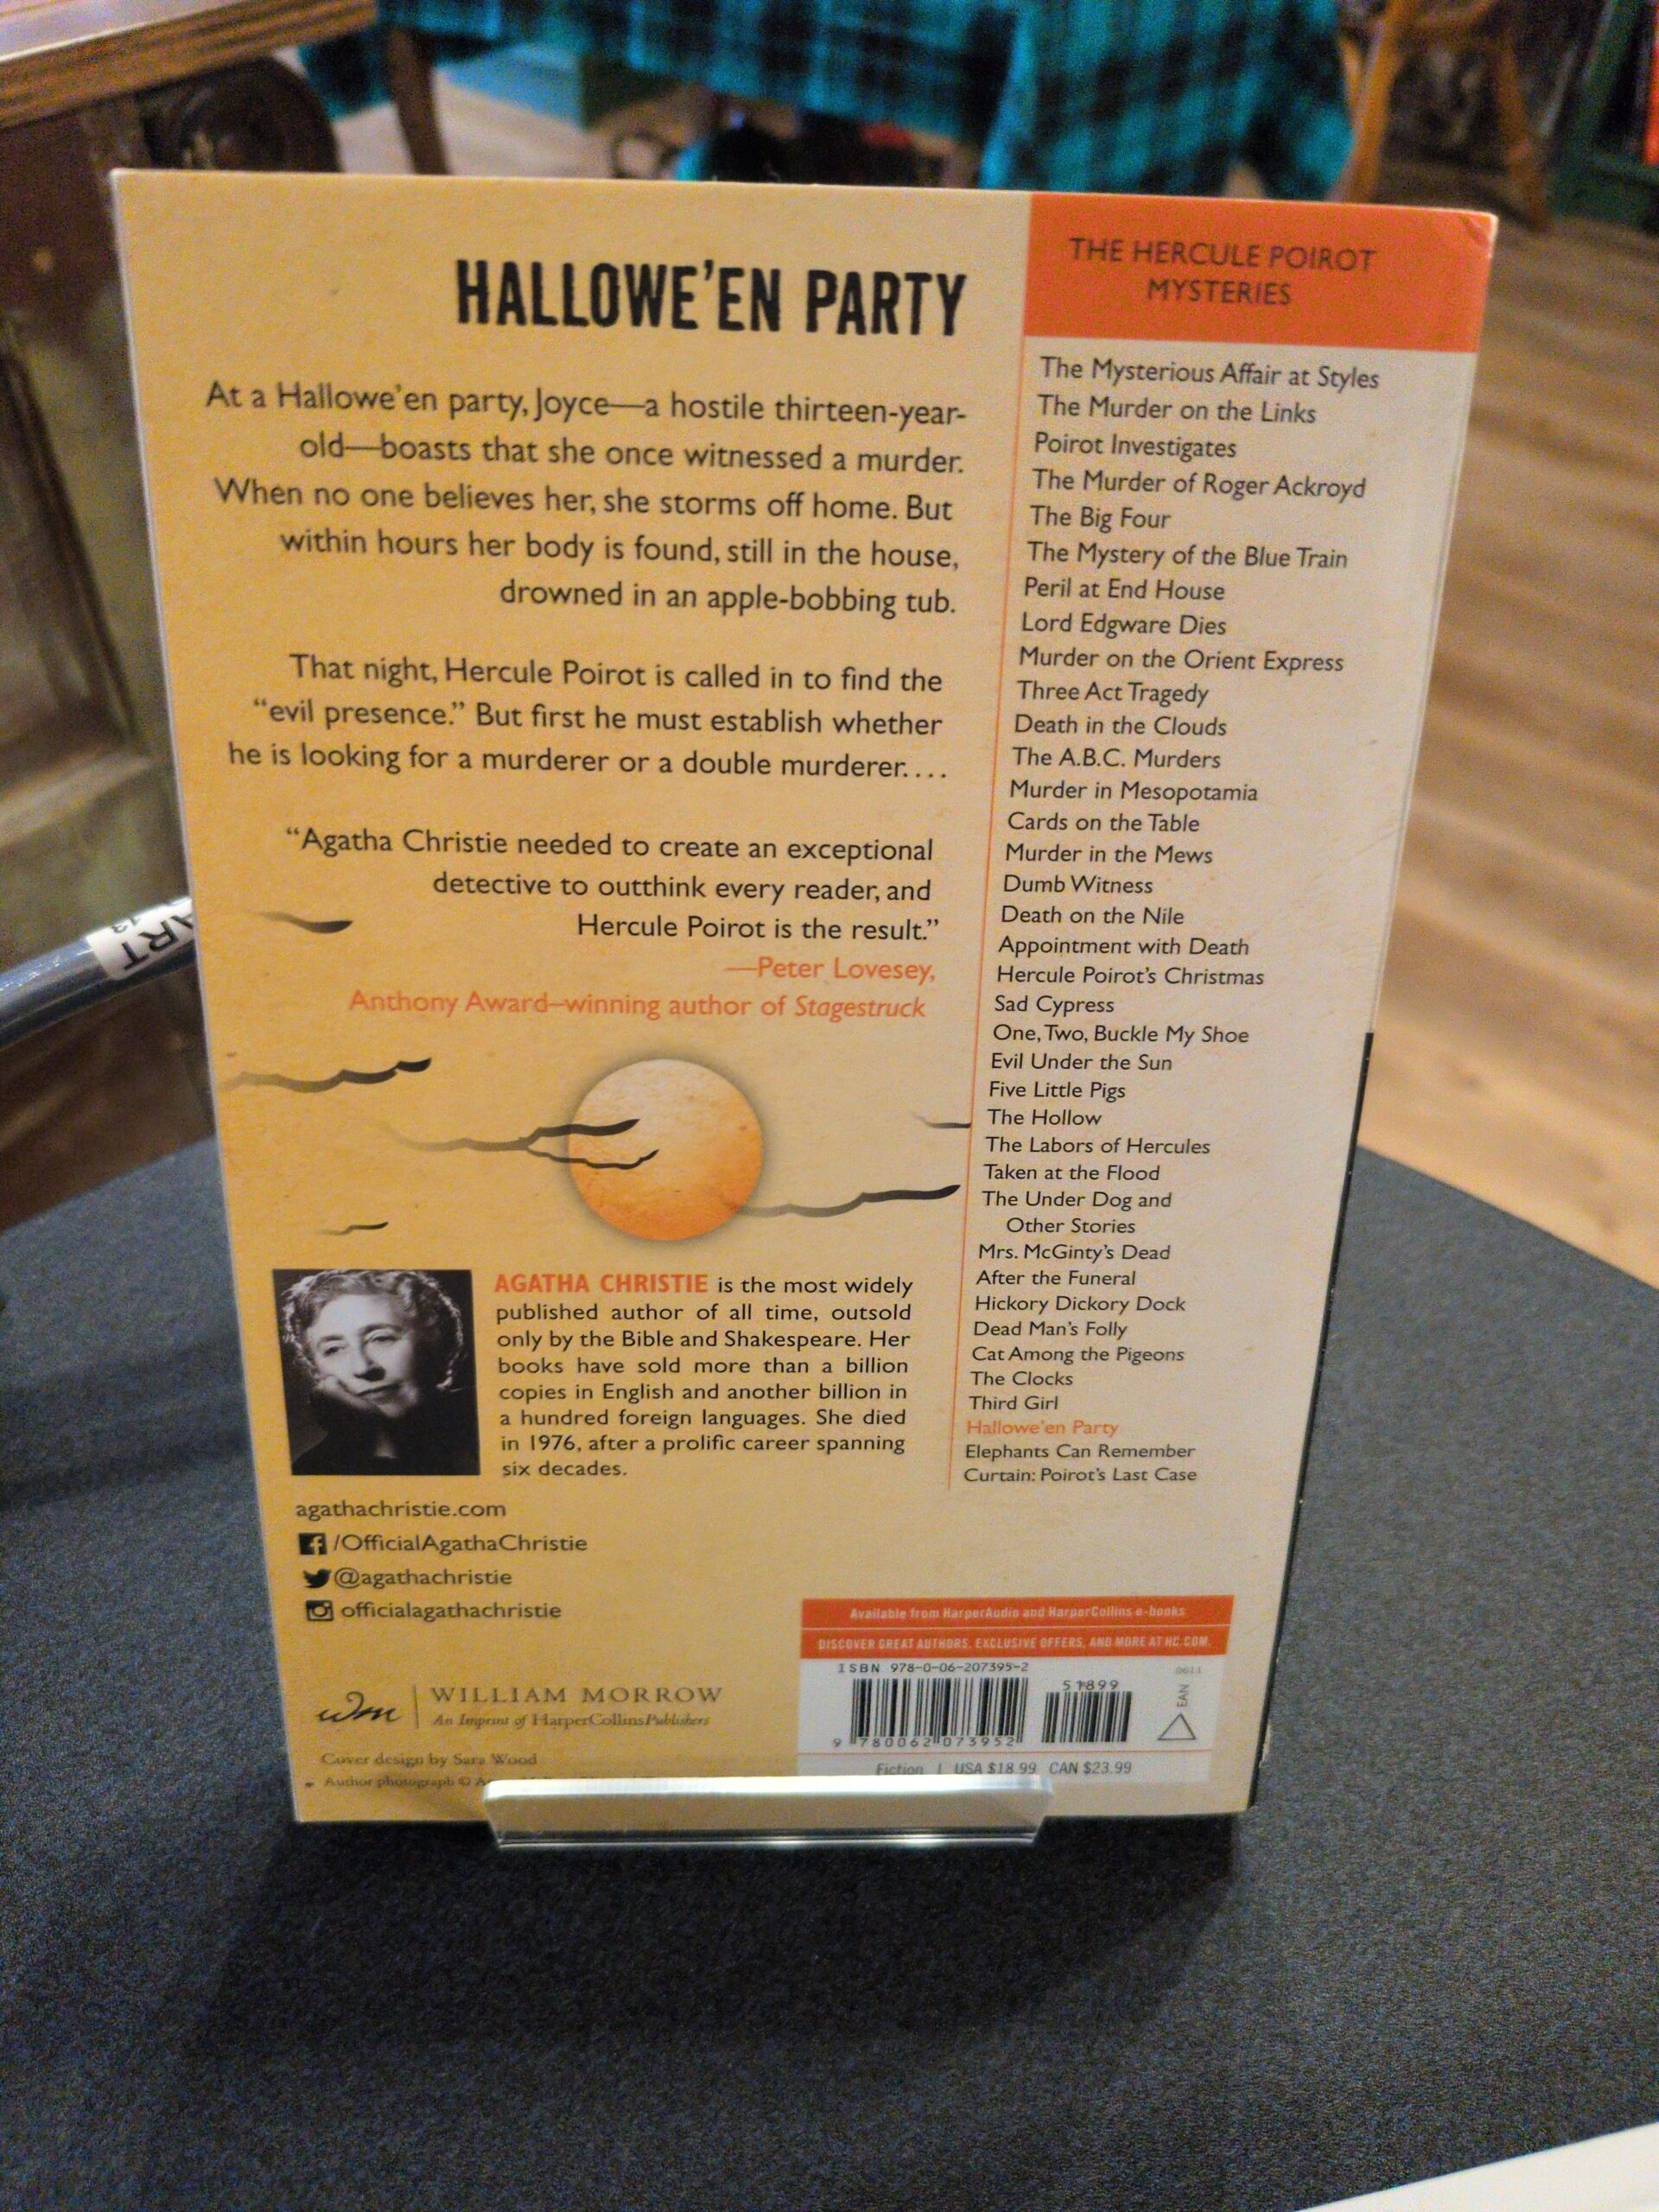 HALLOWE'EN PARTY
At a Hallowe'en party, Joyce—a hostile thirteen-year-
old—boasts that she once witnessed a murder.
When no one believes her, she storms off home. But
within hours her body is found, still in the house,
drowned in an apple-bobbing tub.
That night, Hercule Poirot is called in to find the
“evil presence.” But first he must establish whether
he is looking for a murderer or a double murderer. . . .
“Agatha Christie needed to create an exceptional
detective to outthink every reader, and
Hercule Poirot is the result.”
—Peter Lovesey,
Anthony Award–winning author of Stagestruck
AGATHA CHRISTIE is the most widely
published author of all time, outsold
only by the Bible and Shakespeare. Her
books have sold more than a billion
copies in English and another billion in
a hundred foreign languages. She died
in 1976, after a prolific career spanning
six decades.
agathachristie.com
/OfficialAgathaChristie
@agathachristie
officialagathachristie
wm
WILLIAM MORROW
An Imprint of HarperCollinsPublishers
Cover design by Sara Wood
Author photograph ©
THE HERCULE POIROT
MYSTERIES
The Mysterious Affair at Styles
The Murder on the Links
Poirot Investigates
The Murder of Roger Ackroyd
The Big Four
The Mystery of the Blue Train
Peril at End House
Lord Edgware Dies
Murder on the Orient Express
Three Act Tragedy
Death in the Clouds
The A.B.C. Murders
Murder in Mesopotamia
Cards on the Table
Murder in the Mews
Dumb Witness
Death on the Nile
Appointment with Death
Hercule Poirot's Christmas
Sad Cypress
One, Two, Buckle My Shoe
Evil Under the Sun
Five Little Pigs
The Hollow
The Labors of Hercules
Taken at the Flood
The Under Dog and
Other Stories
Mrs. McGinty's Dead
After the Funeral
Hickory Dickory Dock
Dead Man's Folly
Cat Among the Pigeons
The Clocks
Third Girl
Hallowe'en Party
Elephants Can Remember
Curtain: Poirot's Last Case
Available from HarperAudio and HarperCollins e-books
DISCOVER GREAT AUTHORS, EXCLUSIVE OFFERS, AND MORE AT HC.COM.
ISBN 978-0-06-207395-2
0611
51899
EAN
9 780062 073952
Fiction | USA $18.99 CAN $23.99
ART